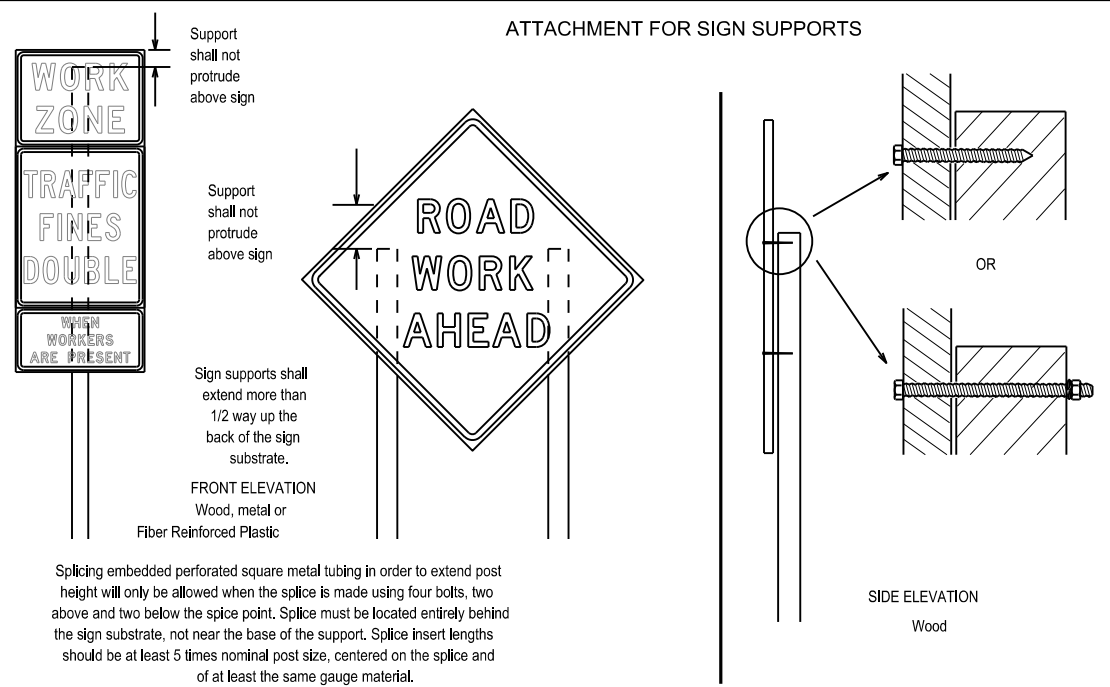 ATTACHMENT FOR SIGN SUPPORTS
Support
shall not
protrude
above sign
WORK
ZONE
TRAFFIC
FINES
DOUBLE
WHEN
WORKERS
ARE PRESENT
Support
shall not
protrude
above sign
ROAD
WORK
AHEAD
Sign supports shall
extend more than
1/2 way up the
back of the sign
substrate.
FRONT ELEVATION
Wood, metal or
Fiber Reinforced Plastic
Splicing embedded perforated square metal tubing in order to extend post
height will only be allowed when the splice is made using four bolts, two
above and two below the spice point. Splice must be located entirely behind
the sign substrate, not near the base of the support. Splice insert lengths
should be at least 5 times nominal post size, centered on the splice and
of at least the same gauge material.
OR
SIDE ELEVATION
Wood